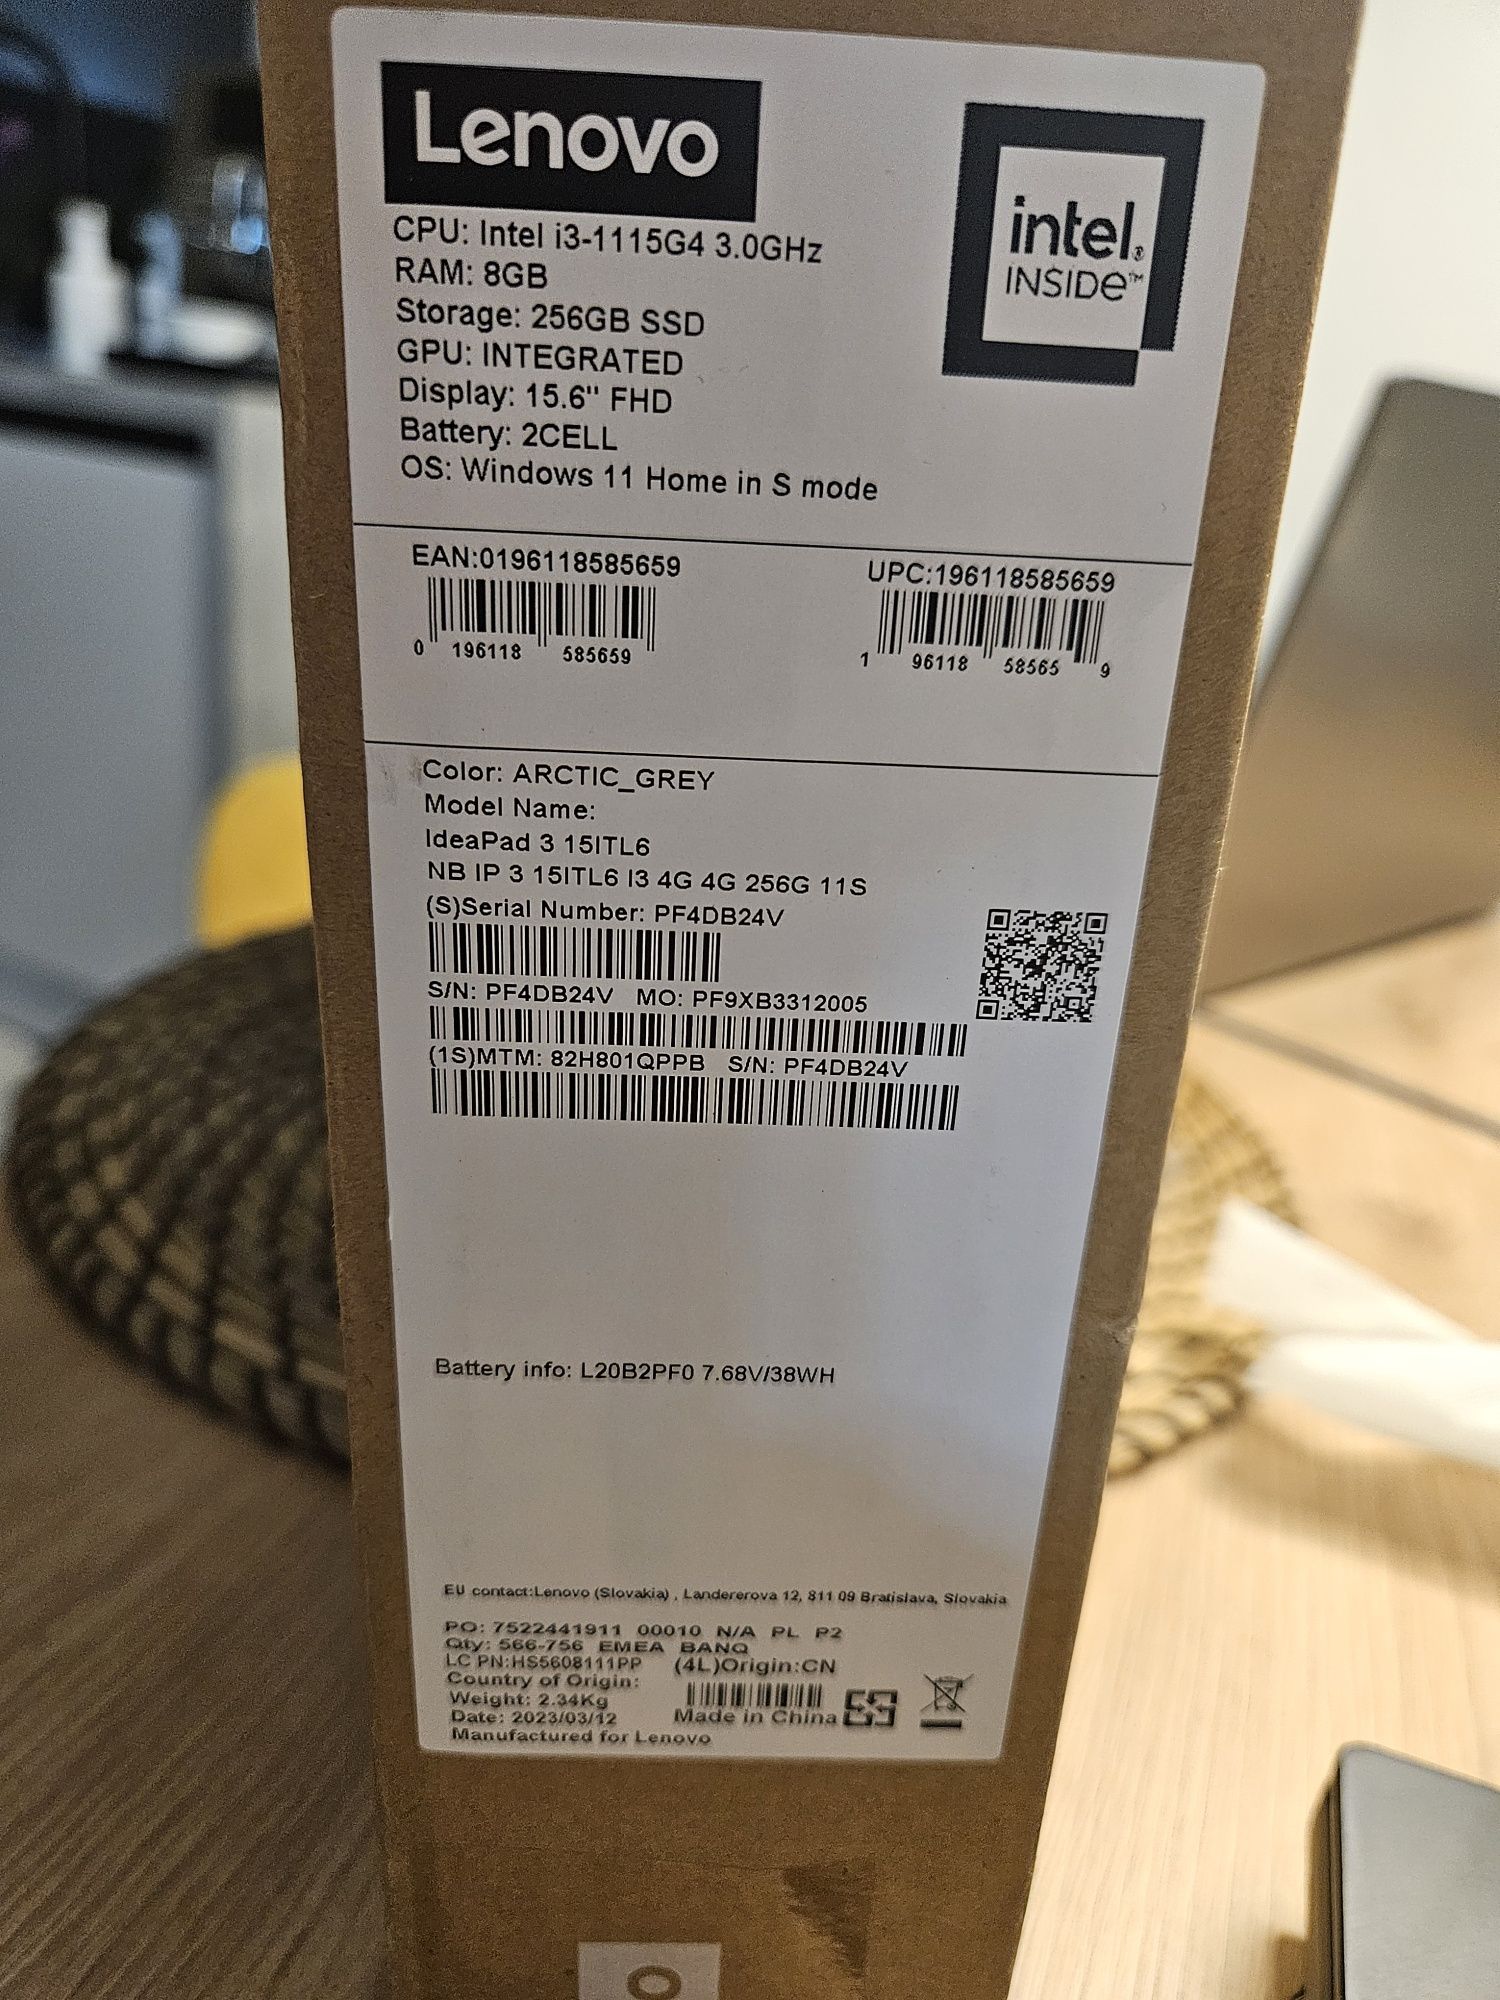 Lenovo
intel.
INSIDe™
CPU: Intel i3-1115G4 3.0GHz
RAM: 8GB
Storage: 256GB SSD
GPU: INTEGRATED
Display: 15.6" FHD
Battery: 2CELL
OS: Windows 11 Home in S mode
EAN:0196118585659
UPC:196118585659
0 196118 585659
1 96118 58565 9
Color: ARCTIC_GREY
Model Name:
IdeaPad 3 15ITL6
NB IP 3 15ITL6 I3 4G 4G 256G 11S
(S)Serial Number: PF4DB24V
S/N: PF4DB24V MO: PF9XB3312005
(1S)MTM: 82H801QPPB S/N: PF4DB24V
Battery info: L20B2PF0 7.68V/38WH
EU contact:Lenovo (Slovakia) , Landererova 12, 811 09 Bratislava, Slovakia
PO: 7522441911 00010 N/A PL P2
Qty: 566-756 EMEA BANQ
LC PN:HS5608111PP (4L)Origin:CN
Country of Origin:
Weight: 2.34Kg
Date: 2023/03/12 Made in China
Manufactured for Lenovo